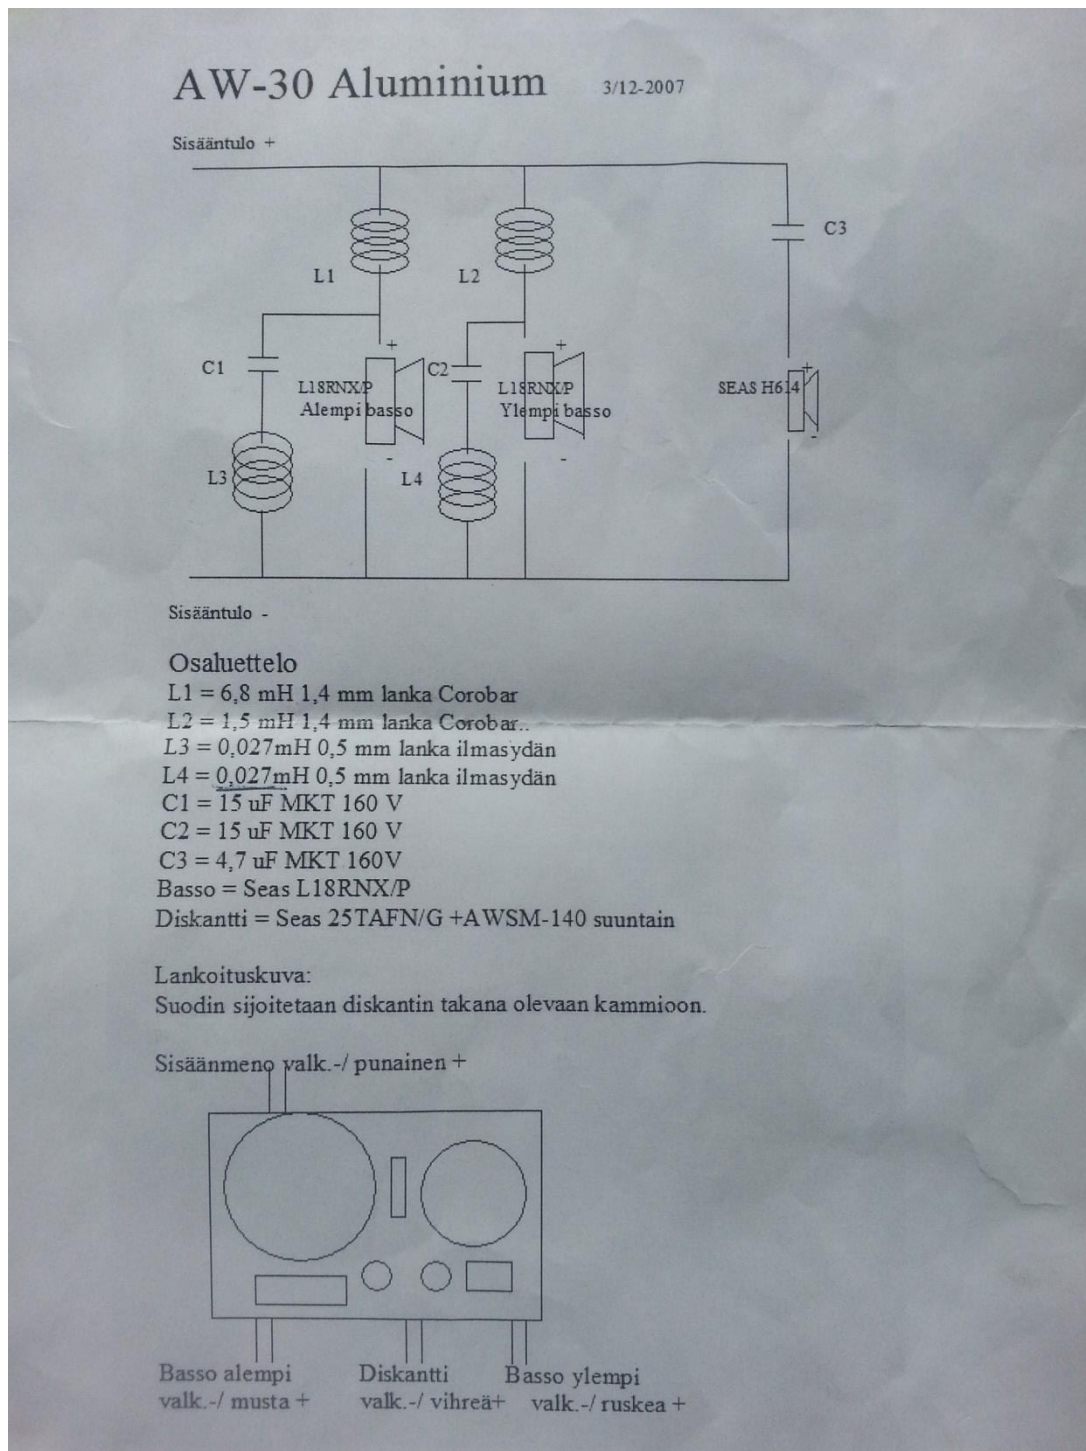 AW-30 Aluminium 3/12-2007
Sisääntulo +
C3
L1
L2
+
+
C1
C2
+
L18RNX/P
Alempi basso
L18RNX/P
Ylempi basso
SEAS H614
-
-
-
L3
L4
Sisääntulo -
Osaluettelo
L1 = 6,8 mH 1,4 mm lanka Corobar
L2 = 1,5 mH 1,4 mm lanka Corobar..
L3 = 0,027mH 0,5 mm lanka ilmasydän
L4 = 0,027mH 0,5 mm lanka ilmasydän
C1 = 15 uF MKT 160 V
C2 = 15 uF MKT 160 V
C3 = 4,7 uF MKT 160V
Basso = Seas L18RNX/P
Diskantti = Seas 25TAFN/G +AWSM-140 suuntain
Lankoituskuva:
Suodin sijoitetaan diskantin takana olevaan kammioon.
Sisäänmeno valk.-/ punainen +
Basso alempi
valk.-/ musta +
Diskantti
valk.-/ vihreä+
Basso ylempi
valk.-/ ruskea +